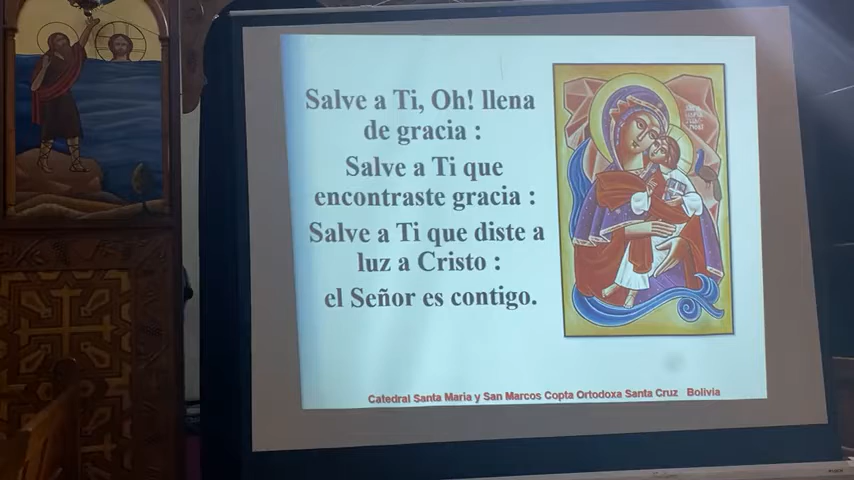 Salve a Ti, Oh! llena
de gracia :
Salve a Ti que
encontraste gracia :
Salve a Ti que diste a
luz a Cristo :
el Señor es contigo.
Catedral Santa Maria y San Marcos Copta Ortodoxa Santa Cruz Bolivia